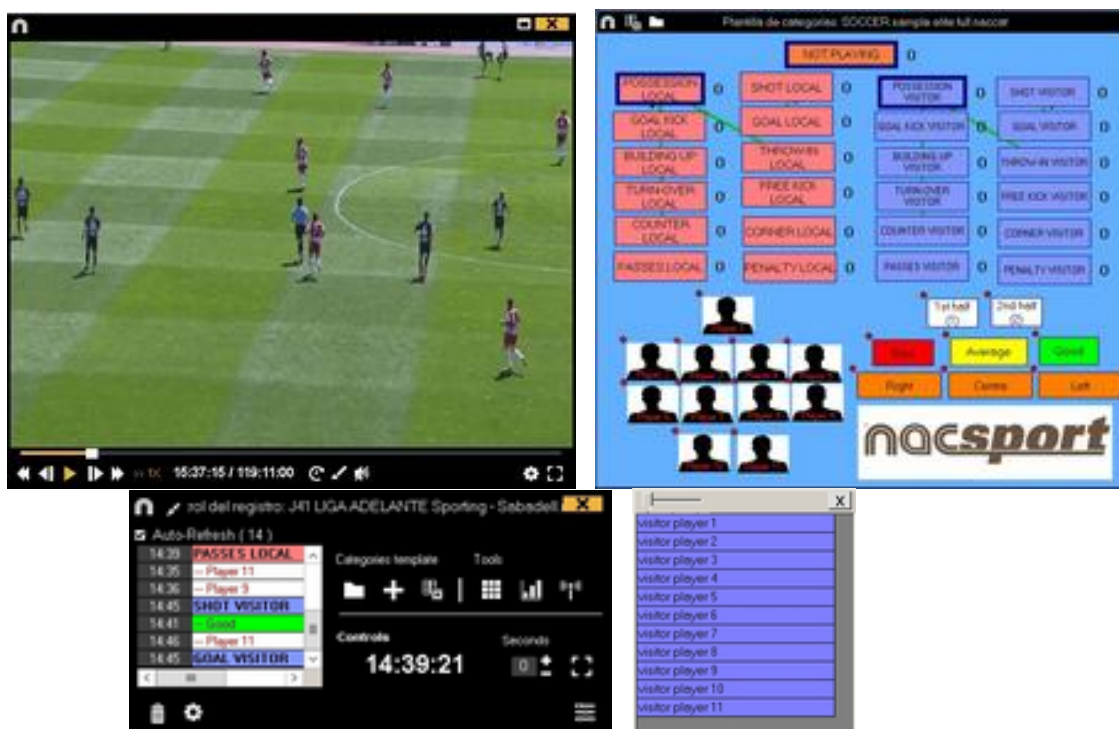 X
15:37:15 / 119:11:00
Plantilla de categories: SOCCER sample elite full soccer
NOT PLAYING 0
POSSESSION LOCAL 0
SHOT LOCAL 0
POSSESSION VISITOR 0
SHOT VISITOR 0
GOAL KICK LOCAL 0
GOAL LOCAL 0
GOAL KICK VISITOR 0
GOAL VISITOR 0
BUILDING UP LOCAL 0
THROW-IN LOCAL 0
BUILDING UP VISITOR 0
THROW-IN VISITOR 0
TURN-OVER LOCAL 0
FREE KICK LOCAL 0
TURN-OVER VISITOR 0
FREE KICK VISITOR 0
COUNTER LOCAL 0
CORNER LOCAL 0
COUNTER VISITOR 0
CORNER VISITOR 0
PASSES LOCAL 0
PENALTY LOCAL 0
PASSES VISITOR 0
PENALTY VISITOR 0
1st half
2nd half
Average
Good
Right
Centre
Left
nacsport
rol del registro: J41 LIGA ADELANTE Sporting - Sabadell X
Auto-Refresh ( 14 )
14:39 PASSES LOCAL
14:35 -- Player 11
14:36 -- Player 9
14:45 SHOT VISITOR
14:41 -- Good
14:46 -- Player 11
14:45 GOAL VISITOR
Categories template
Tools
Controls
Seconds
14:39:21
0
X
visitor player 1
visitor player 2
visitor player 3
visitor player 4
visitor player 5
visitor player 6
visitor player 7
visitor player 8
visitor player 9
visitor player 10
visitor player 11